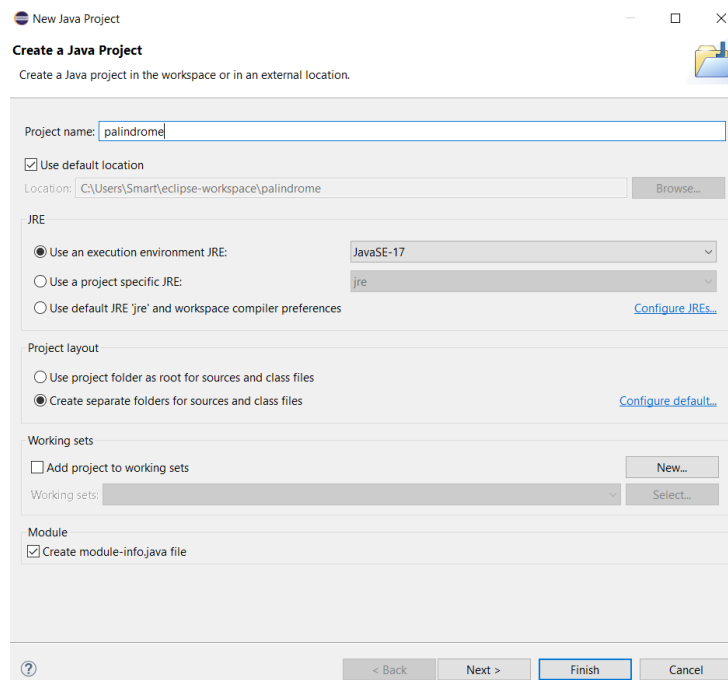 New Java Project
Create a Java Project
Create a Java project in the workspace or in an external location.
Project name: palindrome
Use default location
Location: C:\Users\Smart\eclipse-workspace\palindrome Browse...
JRE
Use an execution environment JRE: JavaSE-17
Use a project specific JRE: jre
Use default JRE 'jre' and workspace compiler preferences Configure JREs...
Project layout
Use project folder as root for sources and class files
Create separate folders for sources and class files Configure default...
Working sets
Add project to working sets New...
Working sets: Select...
Module
Create module-info.java file
? < Back Next > Finish Cancel